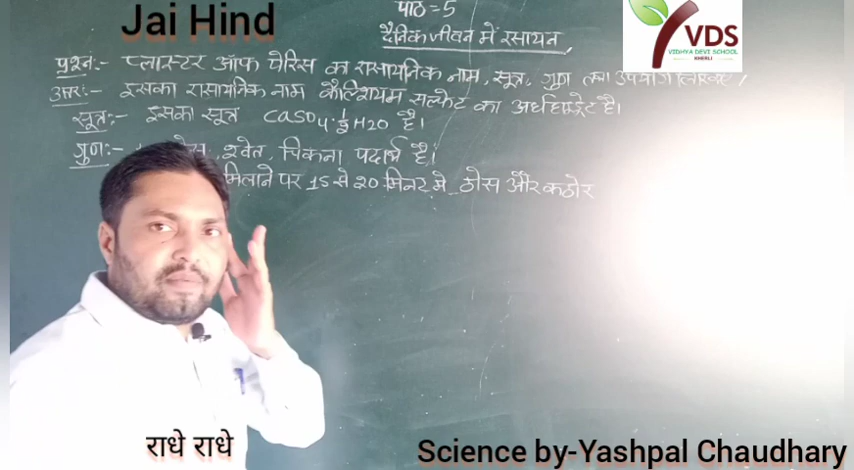 Jai Hind
पाठ =5
दैनिक जीवन में रसायन,
VDS
VIDHYA DEVI SCHOOL
KHERLI
प्रश्न:- प्लास्टर ऑफ पेरिस का रासायनिक नाम, सूत्र, गुण तथा उपयोग लिखिए,
उत्तर:- इसका रासायनिक नाम कैल्शियम सल्फेट का अर्धहाइड्रेट है।
सूत्र:- इसका सूत्र CaSO4·½H2O है।
गुण:- श्वेत, चिकना पदार्थ है।
मिलाने पर 15 से 20 मिनट मे ठोस और कठोर
राधे राधे
Science by-Yashpal Chaudhary